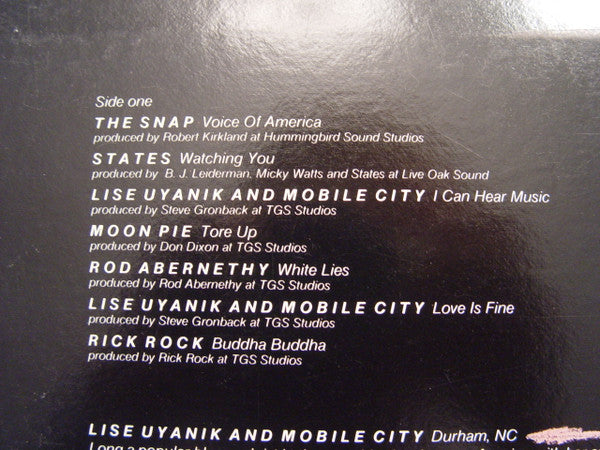 Side one
THE SNAP Voice Of America
produced by Robert Kirkland at Hummingbird Sound Studios
STATES Watching You
produced by B. J. Leiderman, Micky Watts and States at Live Oak Sound
LISE UYANIK AND MOBILE CITY I Can Hear Music
produced by Steve Gronback at TGS Studios
MOON PIE Tore Up
produced by Don Dixon at TGS Studios
ROD ABERNETHY White Lies
produced by Rod Abernethy at TGS Studios
LISE UYANIK AND MOBILE CITY Love Is Fine
produced by Steve Gronback at TGS Studios
RICK ROCK Buddha Buddha
produced by Rick Rock at TGS Studios
LISE UYANIK AND MOBILE CITY Durham, NC
Long a popular